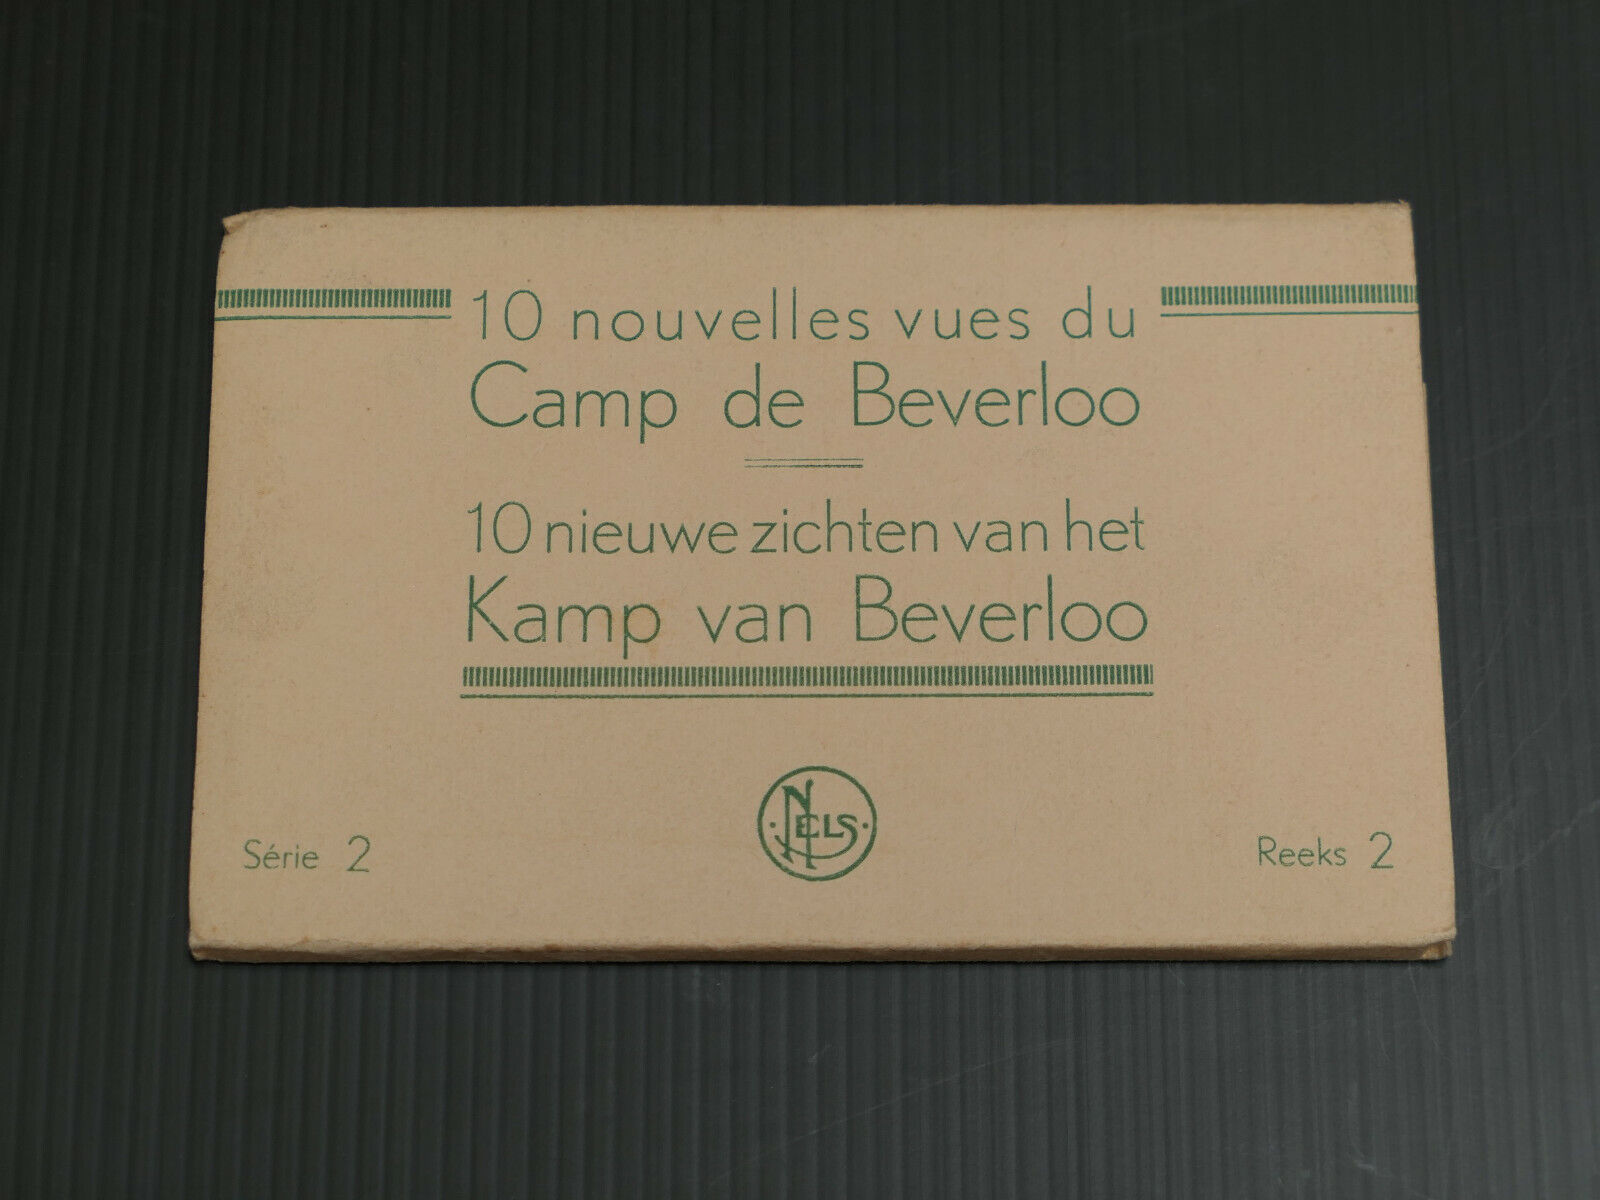 10 nouvelles vues du
Camp de Beverloo
10 nieuwe zichten van het
Kamp van Beverloo
NELS
Série 2
Reeks 2